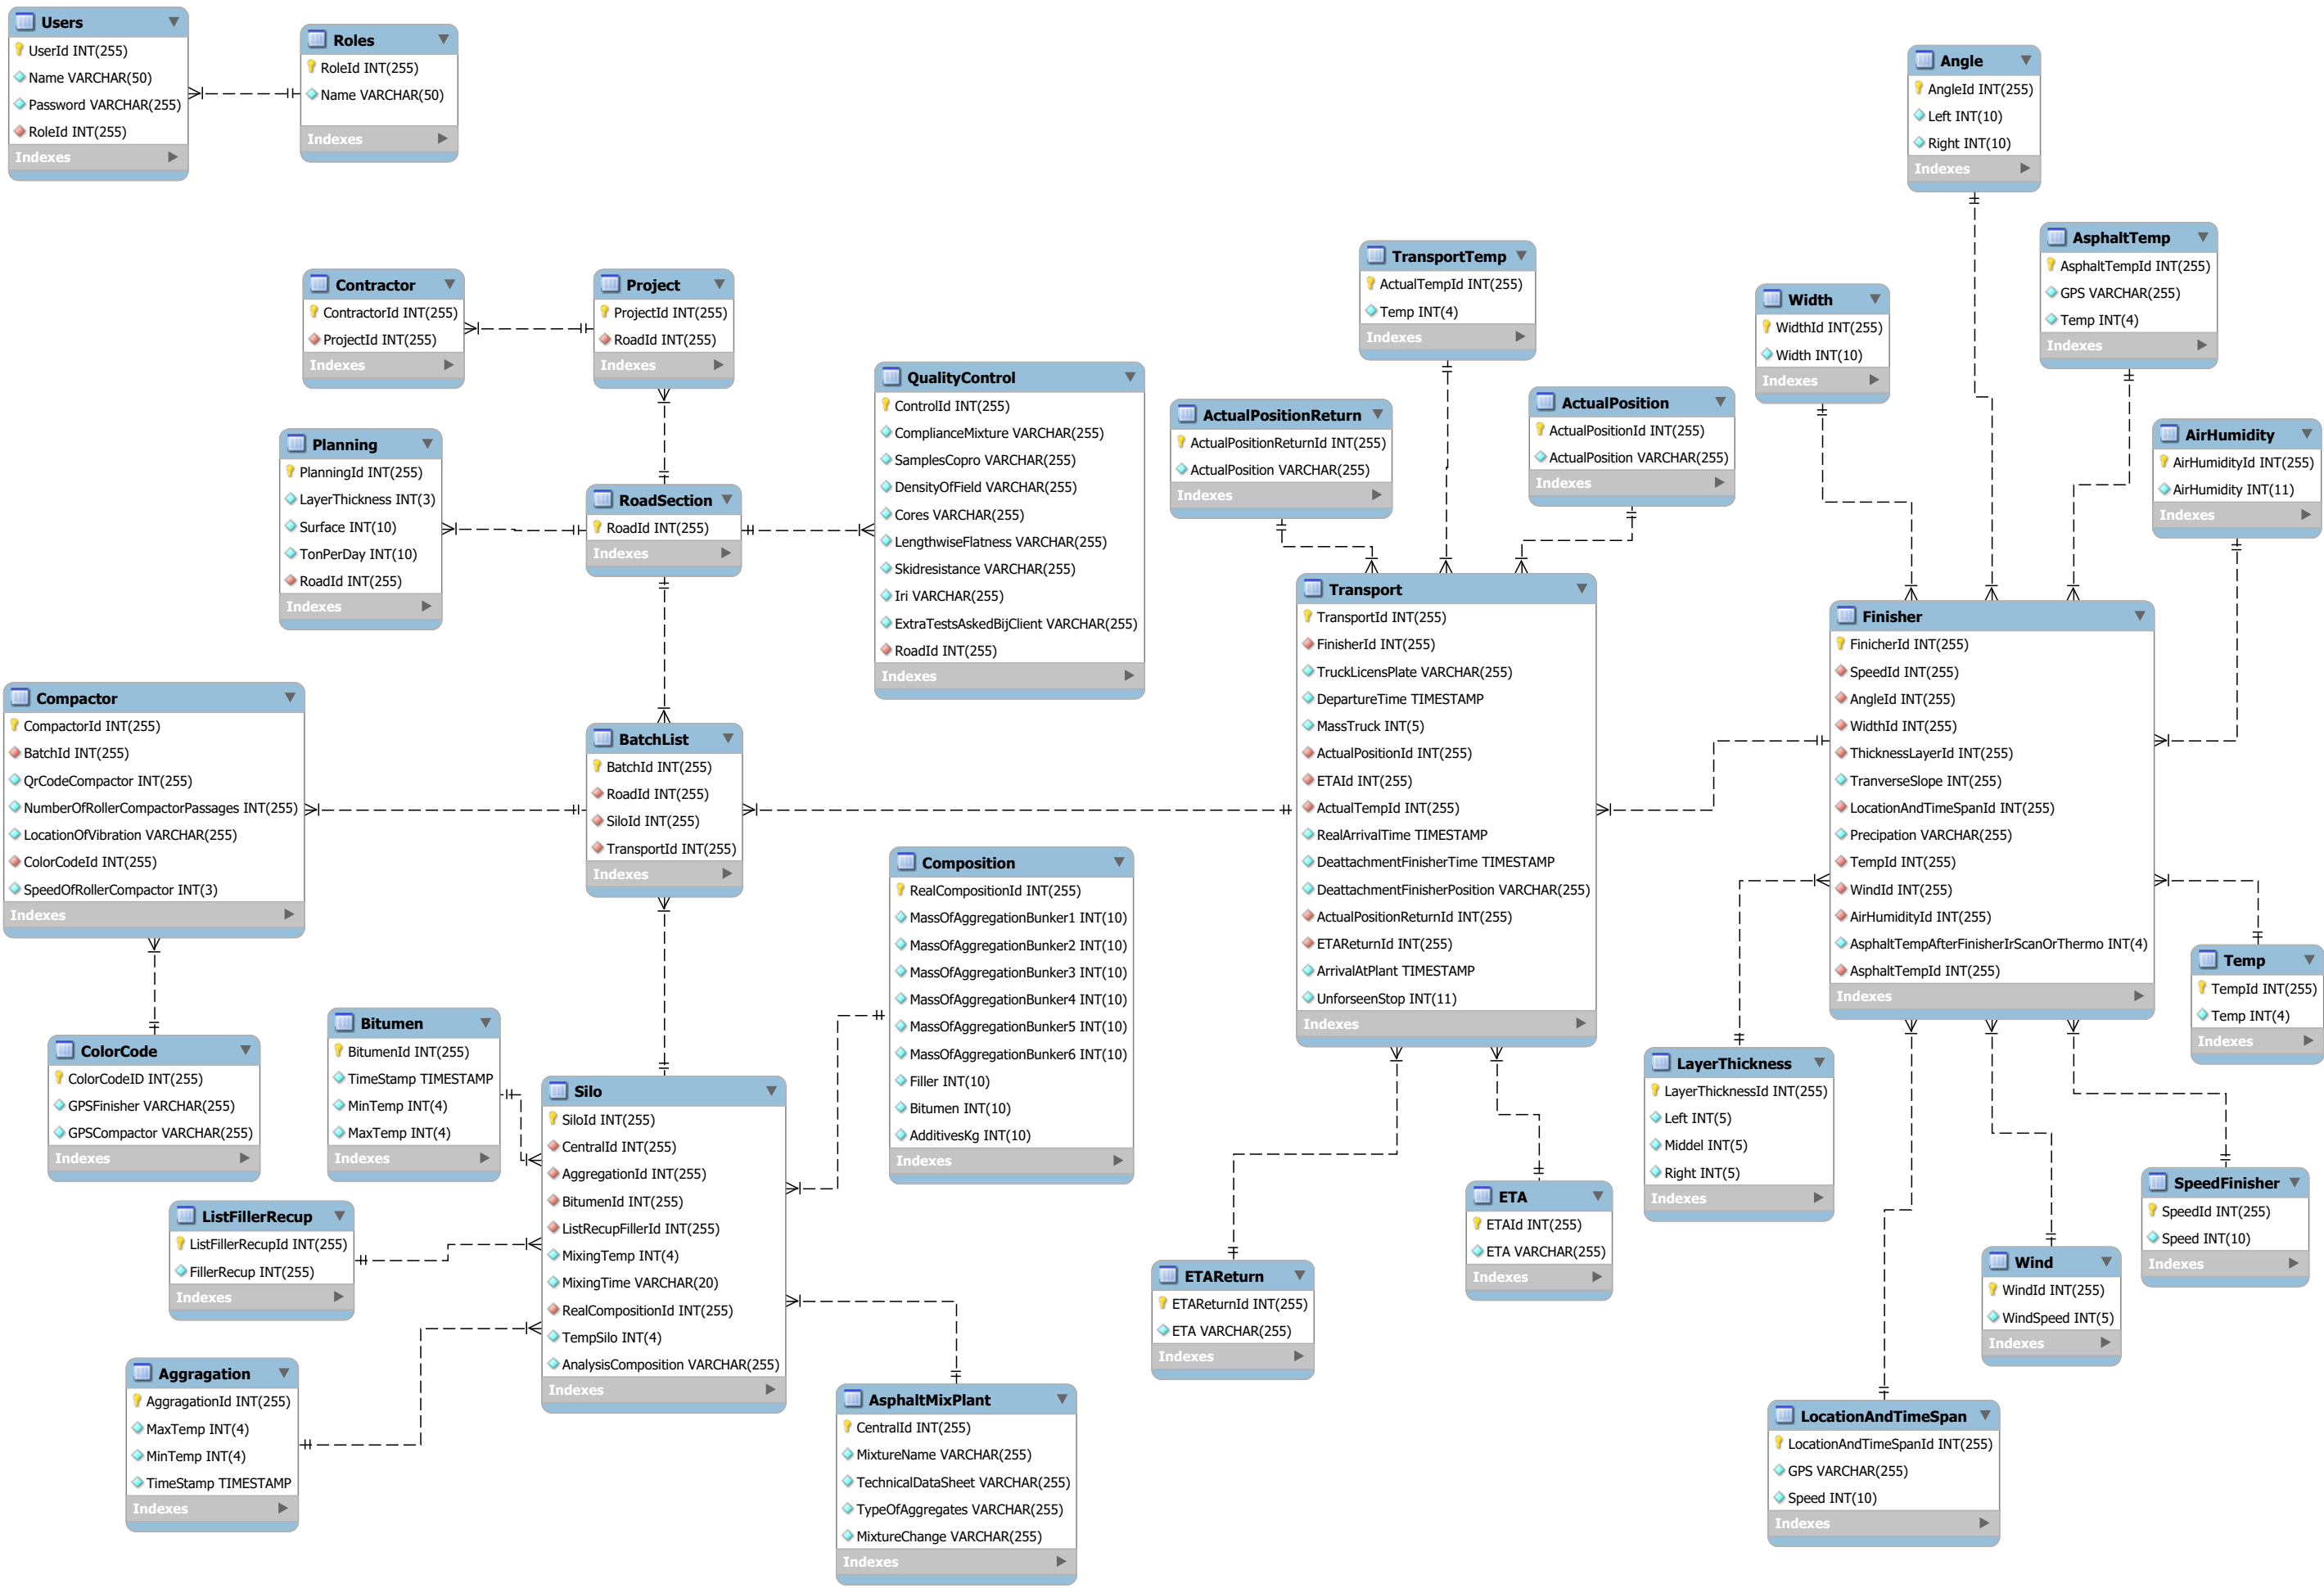 Users
UserId INT(255)
Name VARCHAR(50)
Password VARCHAR(255)
RoleId INT(255)
Indexes
Roles
RoleId INT(255)
Name VARCHAR(50)
Indexes
Angle
AngleId INT(255)
Left INT(10)
Right INT(10)
Indexes
AsphaltTemp
AsphaltTempId INT(255)
GPS VARCHAR(255)
Temp INT(4)
Indexes
TransportTemp
ActualTempId INT(255)
Temp INT(4)
Indexes
Contractor
ContractorId INT(255)
ProjectId INT(255)
Indexes
Project
ProjectId INT(255)
RoadId INT(255)
Indexes
Width
WidthId INT(255)
Width INT(10)
Indexes
QualityControl
ControlId INT(255)
ComplianceMixture VARCHAR(255)
SamplesCopro VARCHAR(255)
DensityOfField VARCHAR(255)
Cores VARCHAR(255)
LengthwiseFlatness VARCHAR(255)
Skidresistance VARCHAR(255)
Iri VARCHAR(255)
ExtraTestsAskedBijClient VARCHAR(255)
RoadId INT(255)
Indexes
ActualPositionReturn
ActualPositionReturnId INT(255)
ActualPosition VARCHAR(255)
Indexes
ActualPosition
ActualPositionId INT(255)
ActualPosition VARCHAR(255)
Indexes
AirHumidity
AirHumidityId INT(255)
AirHumidity INT(11)
Indexes
Planning
PlanningId INT(255)
LayerThickness INT(3)
Surface INT(10)
TonPerDay INT(10)
RoadId INT(255)
Indexes
RoadSection
RoadId INT(255)
Indexes
Transport
TransportId INT(255)
FinisherId INT(255)
TruckLicensPlate VARCHAR(255)
DepartureTime TIMESTAMP
MassTruck INT(5)
ActualPositionId INT(255)
ETAId INT(255)
ActualTempId INT(255)
RealArrivalTime TIMESTAMP
DeattachmentFinisherTime TIMESTAMP
DeattachmentFinisherPosition VARCHAR(255)
ActualPositionReturnId INT(255)
ETAReturnId INT(255)
ArrivalAtPlant TIMESTAMP
UnforseenStop INT(11)
Indexes
Finisher
FinicherId INT(255)
SpeedId INT(255)
AngleId INT(255)
WidthId INT(255)
ThicknessLayerId INT(255)
TranverseSlope INT(255)
LocationAndTimeSpanId INT(255)
Precipation VARCHAR(255)
TempId INT(255)
WindId INT(255)
AirHumidityId INT(255)
AsphaltTempAfterFinisherIrScanOrThermo INT(4)
AsphaltTempId INT(255)
Indexes
Compactor
CompactorId INT(255)
BatchId INT(255)
QrCodeCompactor INT(255)
NumberOfRollerCompactorPassages INT(255)
LocationOfVibration VARCHAR(255)
ColorCodeId INT(255)
SpeedOfRollerCompactor INT(3)
Indexes
BatchList
BatchId INT(255)
RoadId INT(255)
SiloId INT(255)
TransportId INT(255)
Indexes
Composition
RealCompositionId INT(255)
MassOfAggregationBunker1 INT(10)
MassOfAggregationBunker2 INT(10)
MassOfAggregationBunker3 INT(10)
MassOfAggregationBunker4 INT(10)
MassOfAggregationBunker5 INT(10)
MassOfAggregationBunker6 INT(10)
Filler INT(10)
Bitumen INT(10)
AdditivesKg INT(10)
Indexes
Temp
TempId INT(255)
Temp INT(4)
Indexes
Bitumen
BitumenId INT(255)
TimeStamp TIMESTAMP
MinTemp INT(4)
MaxTemp INT(4)
Indexes
ColorCode
ColorCodeID INT(255)
GPSFinisher VARCHAR(255)
GPSCompactor VARCHAR(255)
Indexes
LayerThickness
LayerThicknessId INT(255)
Left INT(5)
Middel INT(5)
Right INT(5)
Indexes
Silo
SiloId INT(255)
CentralId INT(255)
AggregationId INT(255)
BitumenId INT(255)
ListRecupFillerId INT(255)
MixingTemp INT(4)
MixingTime VARCHAR(20)
RealCompositionId INT(255)
TempSilo INT(4)
AnalysisComposition VARCHAR(255)
Indexes
SpeedFinisher
SpeedId INT(255)
Speed INT(10)
Indexes
ETA
ETAId INT(255)
ETA VARCHAR(255)
Indexes
ListFillerRecup
ListFillerRecupId INT(255)
FillerRecup INT(255)
Indexes
Wind
WindId INT(255)
WindSpeed INT(5)
Indexes
ETAReturn
ETAReturnId INT(255)
ETA VARCHAR(255)
Indexes
Aggragation
AggragationId INT(255)
MaxTemp INT(4)
MinTemp INT(4)
TimeStamp TIMESTAMP
Indexes
AsphaltMixPlant
CentralId INT(255)
MixtureName VARCHAR(255)
TechnicalDataSheet VARCHAR(255)
TypeOfAggregates VARCHAR(255)
MixtureChange VARCHAR(255)
Indexes
LocationAndTimeSpan
LocationAndTimeSpanId INT(255)
GPS VARCHAR(255)
Speed INT(10)
Indexes